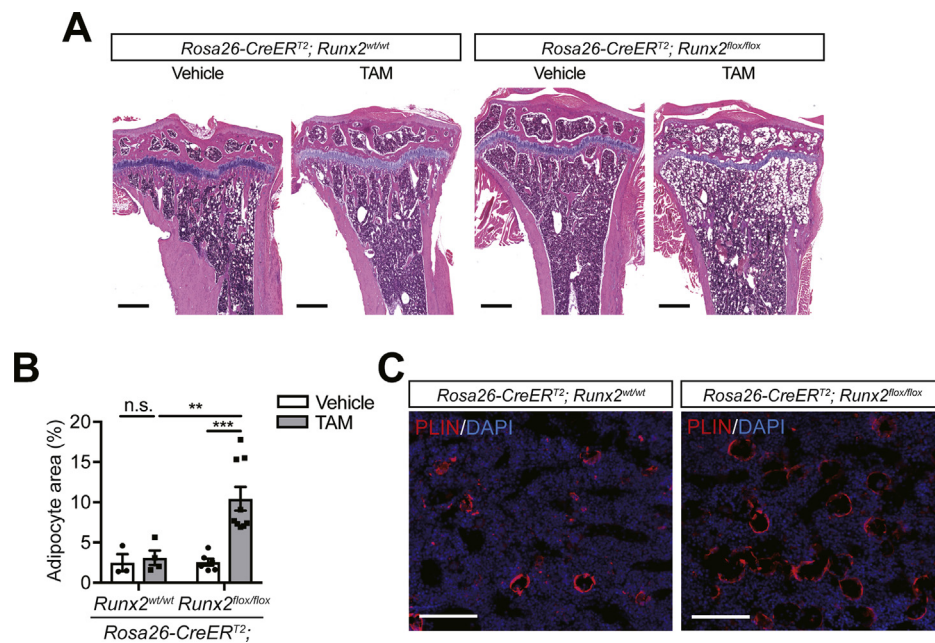 A
Rosa26-CreERT2; Runx2wt/wt
Rosa26-CreERT2; Runx2flox/flox
Vehicle
TAM
Vehicle
TAM
B
n.s.
**
***
Vehicle
TAM
Adipocyte area (%)
20
15
10
5
0
Runx2wt/wt
Runx2flox/flox
Rosa26-CreERT2;
C
Rosa26-CreERT2; Runx2wt/wt
Rosa26-CreERT2; Runx2flox/flox
PLIN/DAPI
PLIN/DAPI